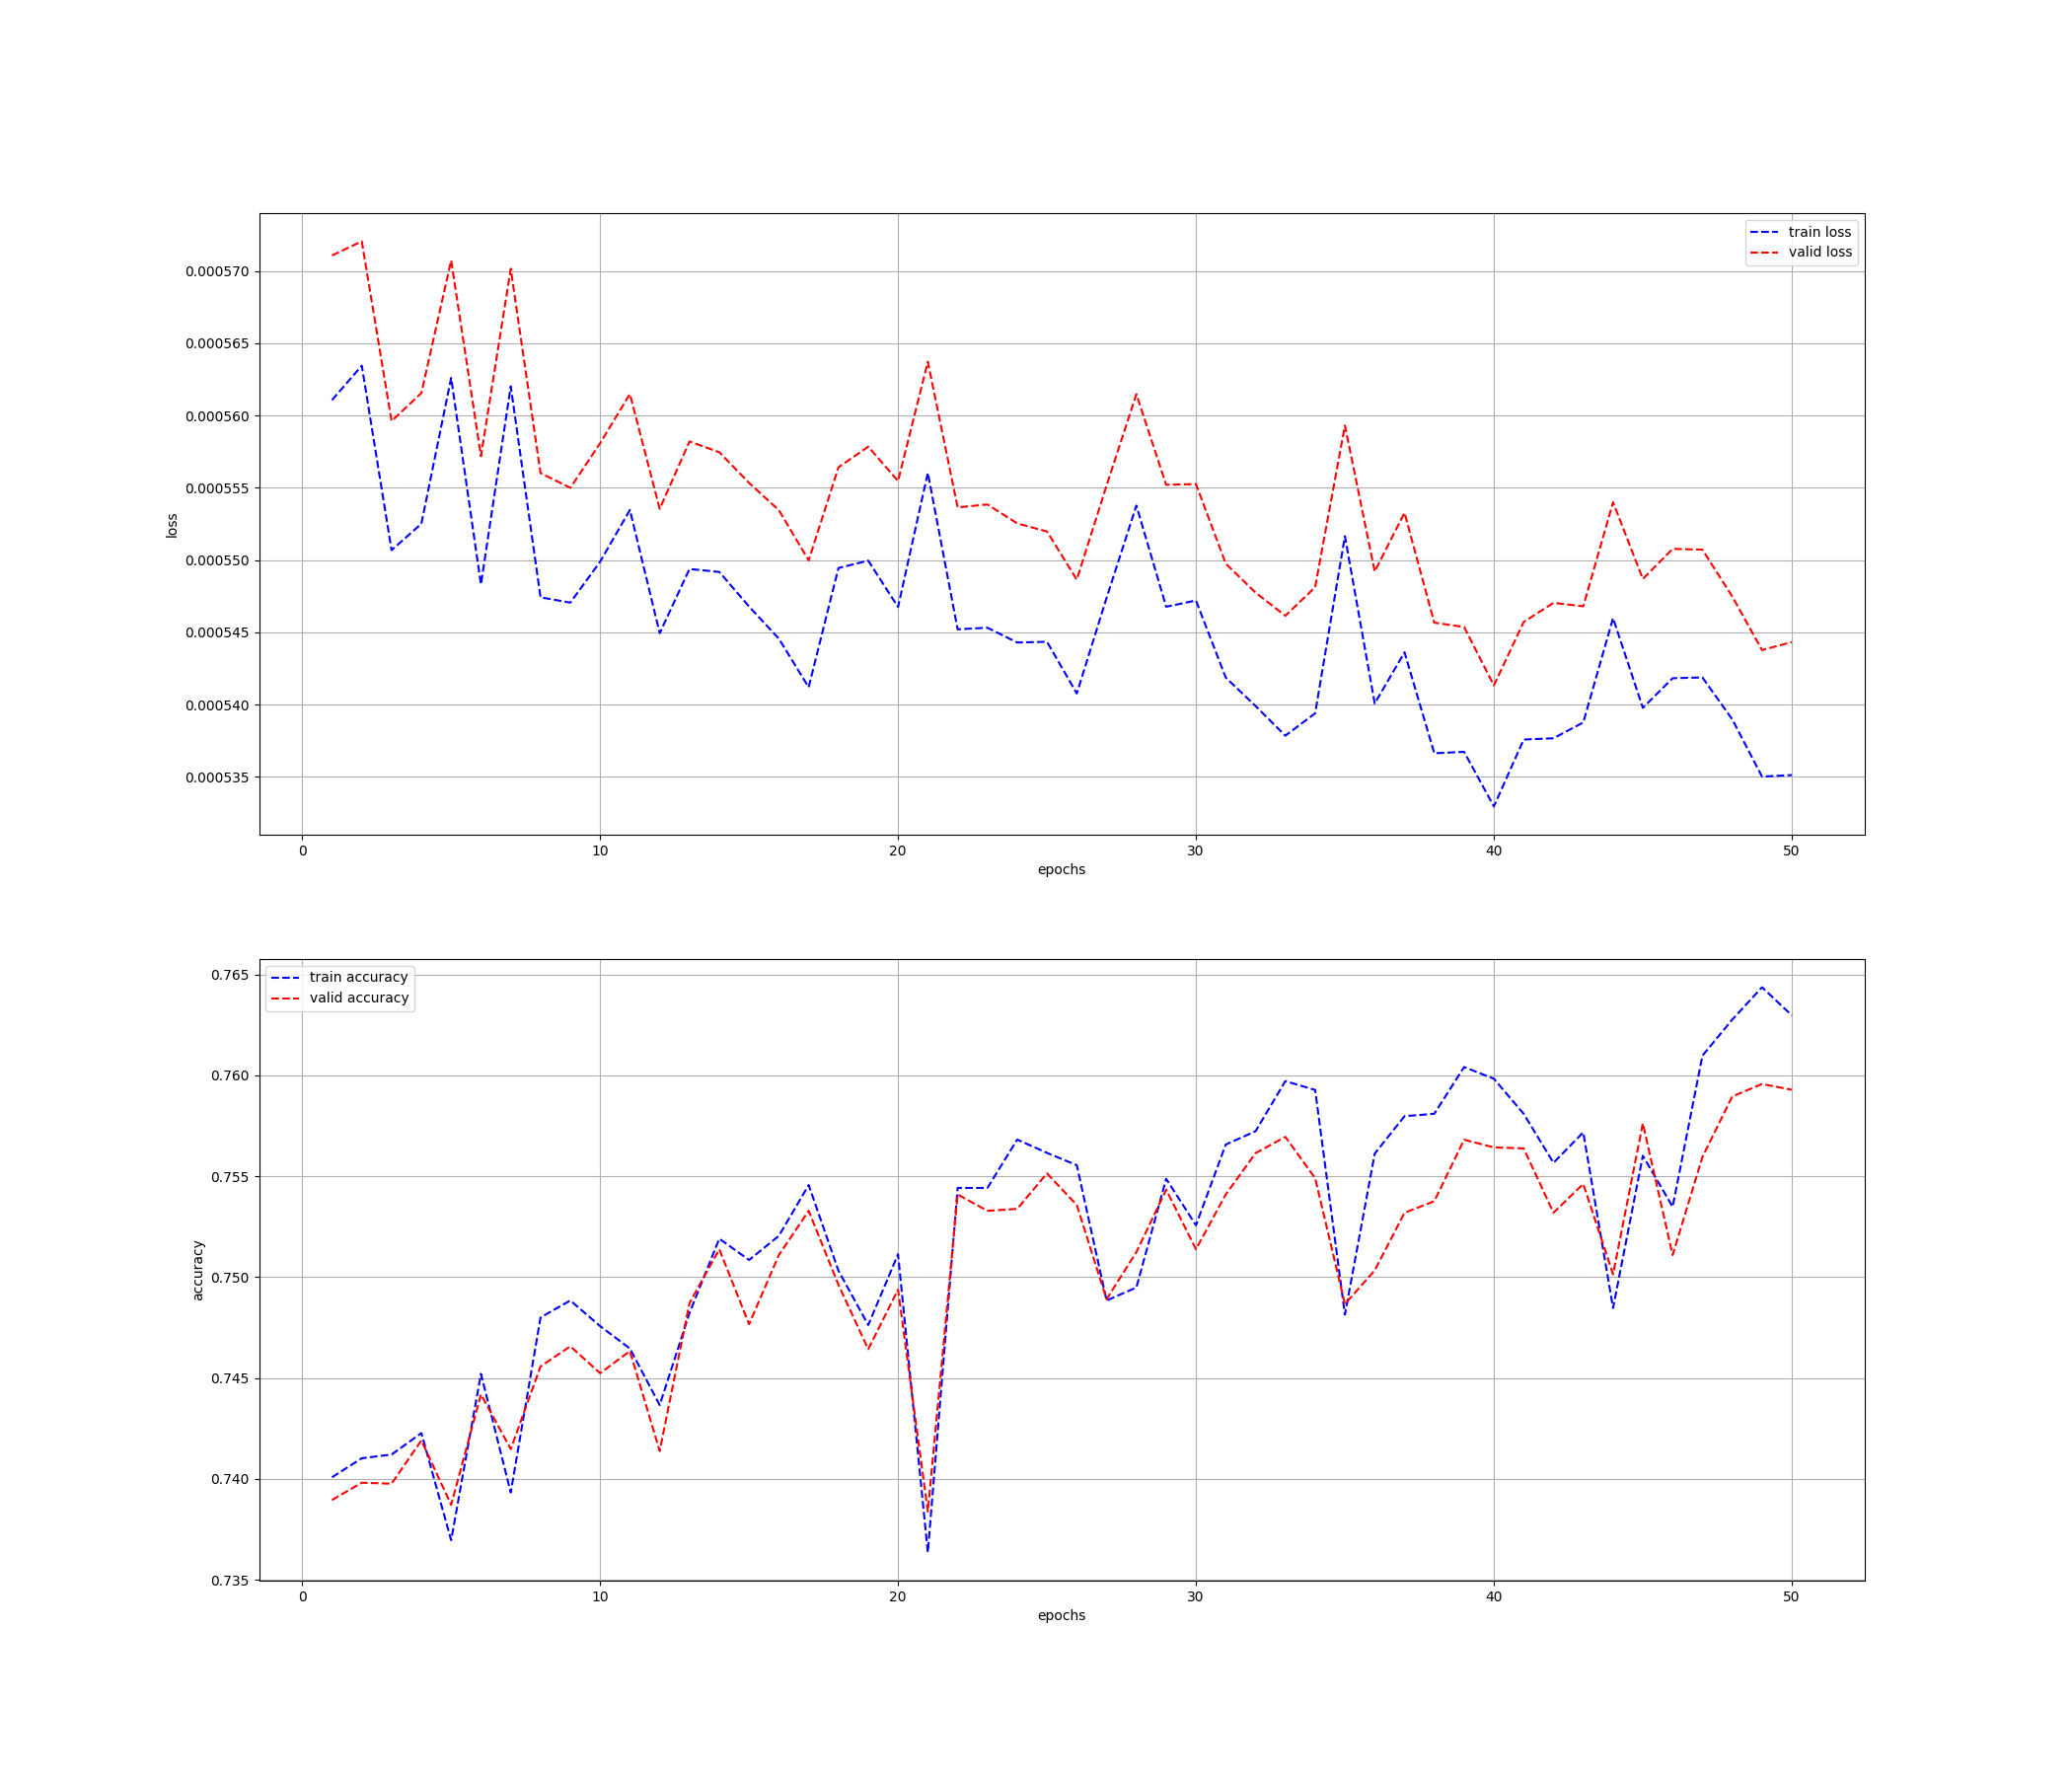 train loss
valid loss
0.000570
0.000565
0.000560
0.000555
0.000550
0.000545
0.000540
0.000535
loss
0 10 20 30 40 50
epochs
train accuracy
valid accuracy
0.765
0.760
0.755
0.750
0.745
0.740
0.735
accuracy
0 10 20 30 40 50
epochs